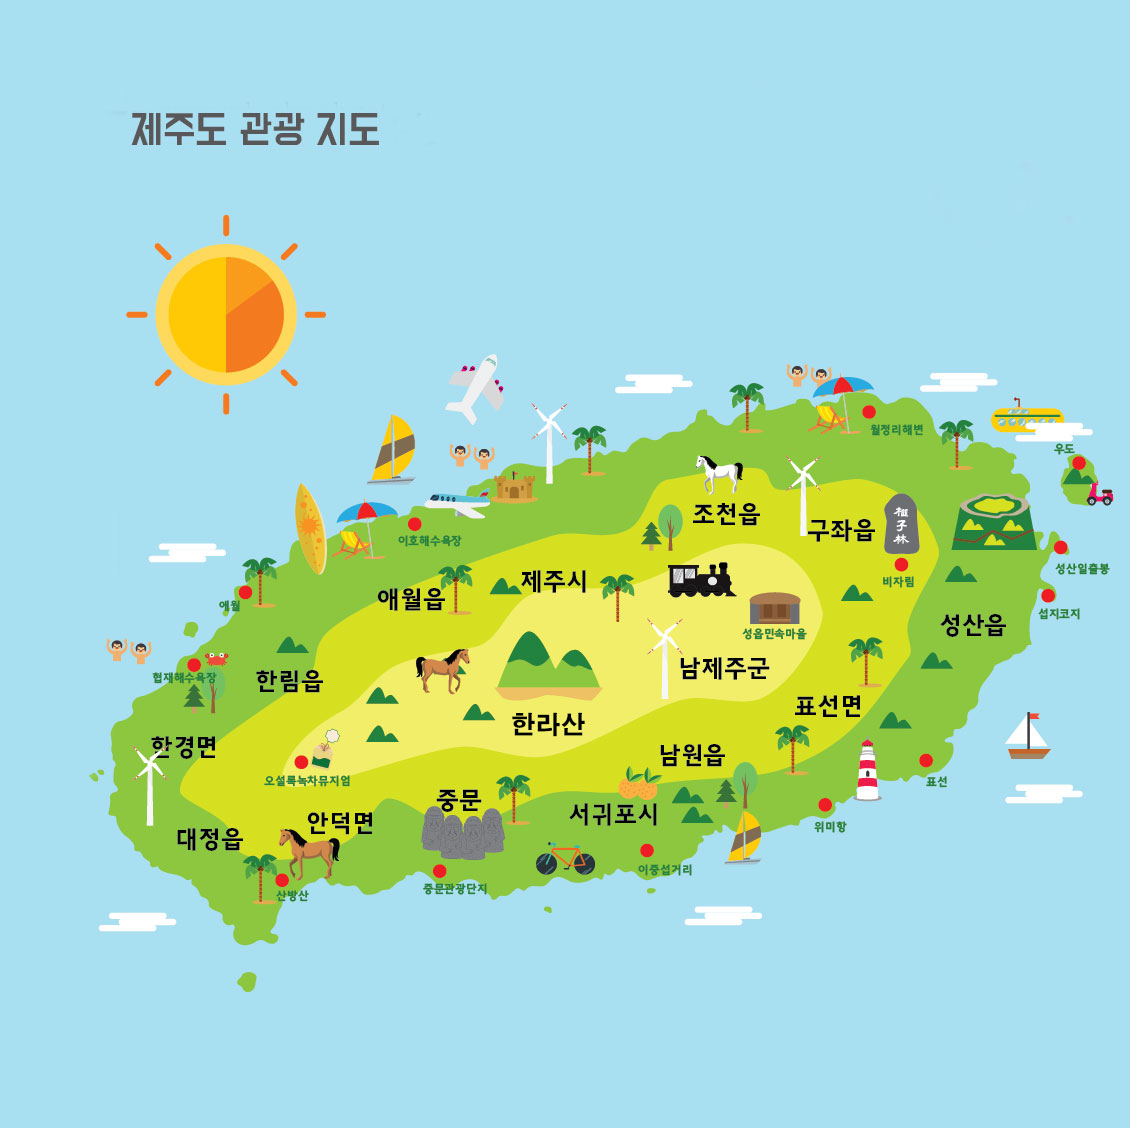 제주도 관광 지도
월정리해변
우도
조천읍
구좌읍
榧子林
이호해수욕장
성산일출봉
비자림
제주시
애월읍
애월
섭지코지
성산읍
성읍민속마을
남제주군
협재해수욕장
한림읍
표선면
한라산
한경면
남원읍
오설록녹차뮤지엄
표선
중문
서귀포시
안덕면
위미항
대정읍
이중섭거리
중문관광단지
산방산